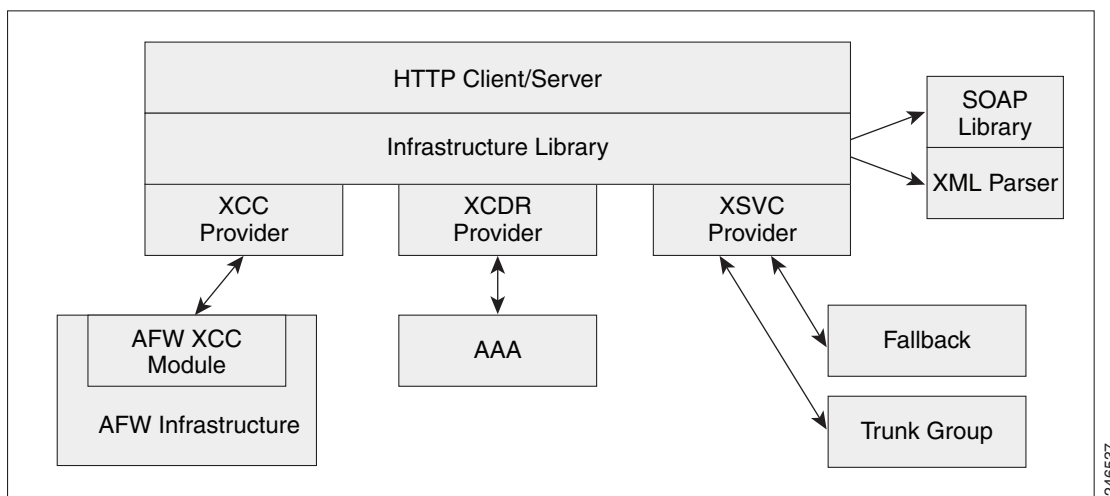 HTTP Client/Server
Infrastructure Library
SOAP
Library
XML Parser
XCC
Provider
XCDR
Provider
XSVC
Provider
AFW XCC
Module
AFW Infrastructure
AAA
Fallback
Trunk Group